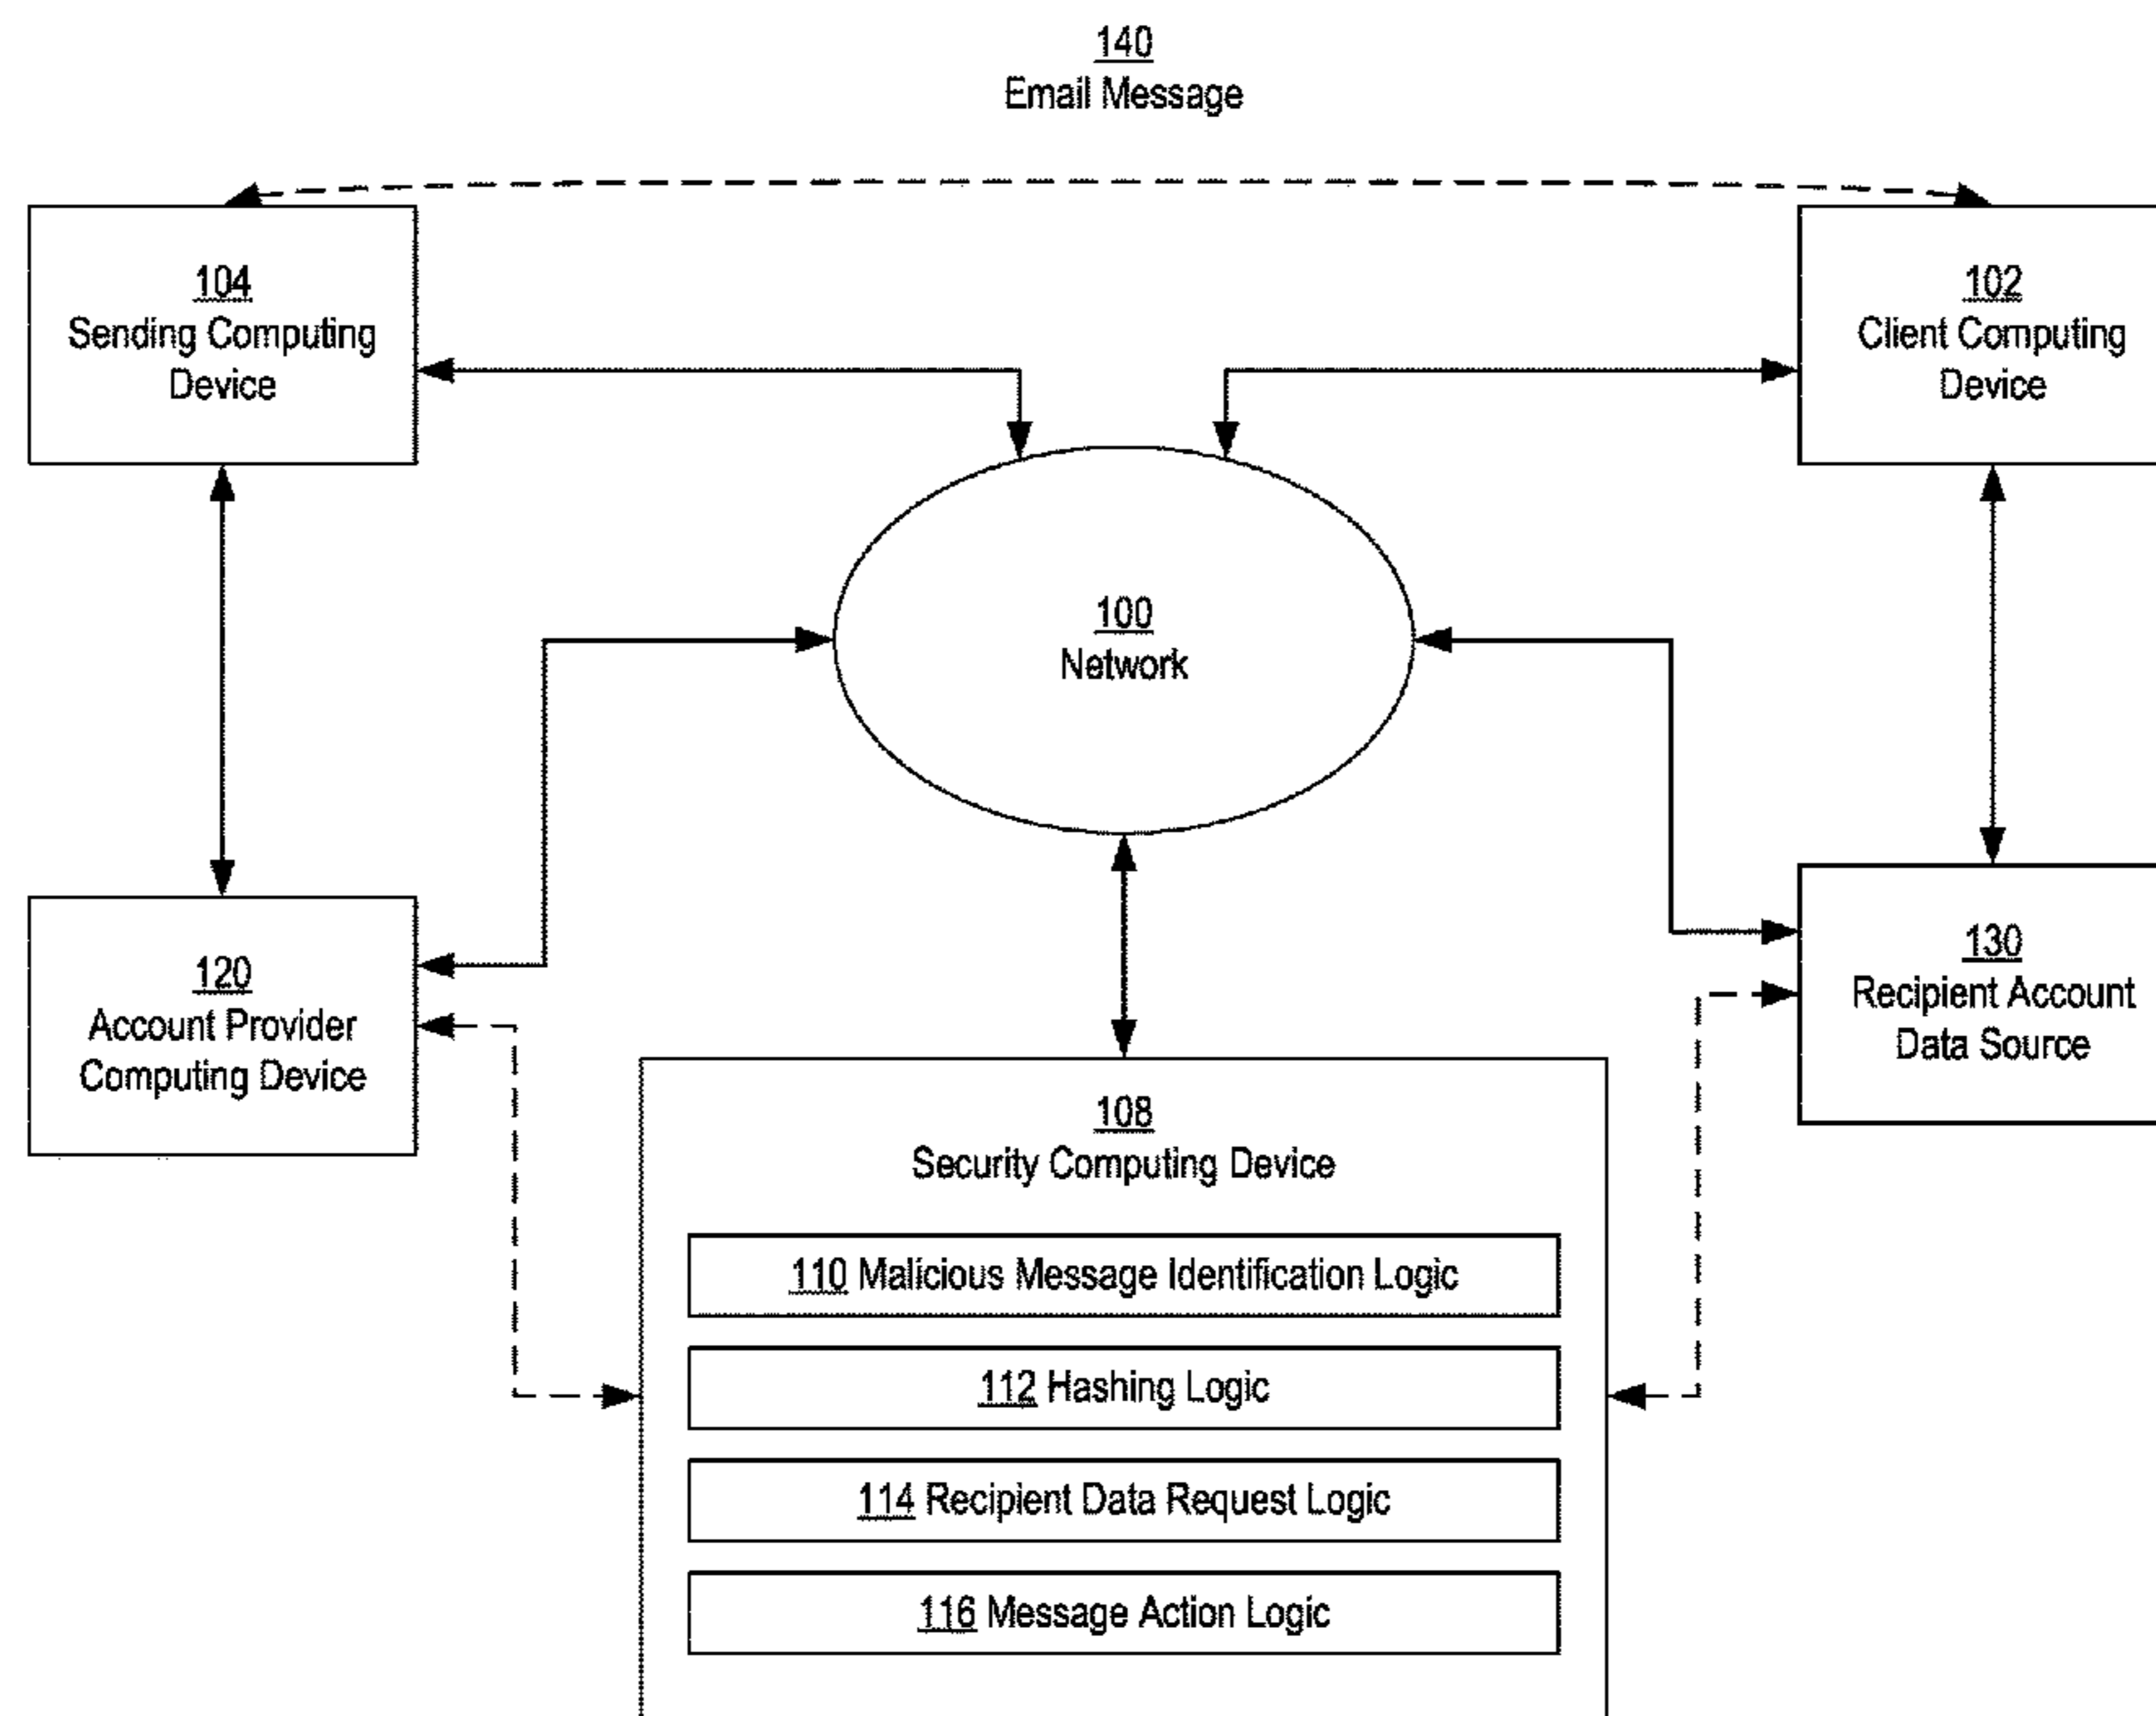 140
Email Message
104
Sending Computing
Device
102
Client Computing
Device
100
Network
120
Account Provider
Computing Device
130
Recipient Account
Data Source
108
Security Computing Device
110 Malicious Message Identification Logic
112 Hashing Logic
114 Recipient Data Request Logic
116 Message Action Logic